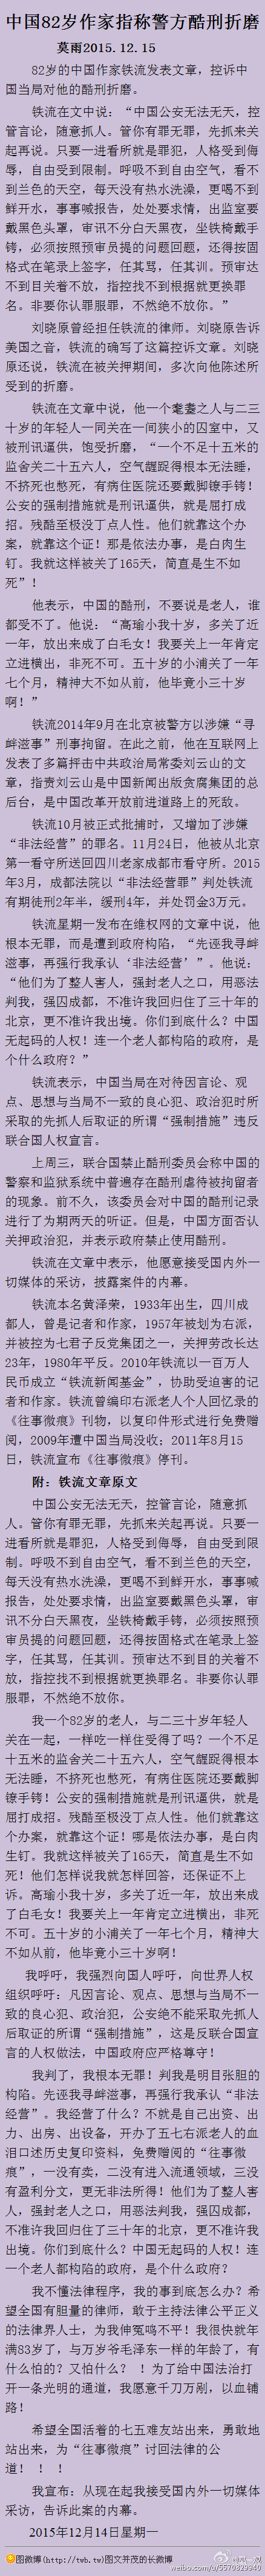 中国82岁作家指称警方酷刑折磨
莫雨2015.12.15
82岁的中国作家铁流发表文章，控诉中
国当局对他的酷刑折磨。
铁流在文中说：“中国公安无法无天，控
管言论，随意抓人。管你有罪无罪，先抓来关
起再说。只要一进看所就是罪犯，人格受到侮
辱，自由受到限制。呼吸不到自由空气，看不
到兰色的天空，每天没有热水洗澡，更喝不到
鲜开水，事事喊报告，处处要求情，出监室要
戴黑色头罩，审讯不分白天黑夜，坐铁椅戴手
铐，必须按照预审员提的问题回题，还得按固
格式在笔录上签字，任其骂，任其训。预审达
不到目关着不放，指控找不到根据就更换罪
名。非要你认罪服罪，不然绝不放你。”
刘晓原曾经担任铁流的律师。刘晓原告诉
美国之音，铁流的确写了这篇控诉文章。刘晓
原还说，铁流在被关押期间，多次向他陈述所
受到的折磨。
铁流在文章中说，他一个耄耋之人与二三
十岁的年轻人一同关在一间狭小的囚室中，又
被刑讯逼供，饱受折磨，“一个不足十五米的
监舍关二十五六人，空气龌踀得根本无法睡，
不挤死也憋死，有病住医院还要戴脚镣手铐！
公安的强制措施就是刑讯逼供，就是屈打成
招。残酷至极没丁点人性。他们就靠这个办
案，就靠这个证！那是依法办事，是白肉生
钉。我就这样被关了165天，简直是生不如
死”！
他表示，中国的酷刑，不要说是老人，谁
都受不了。他说：“高瑜小我十岁，多关了近
一年，放出来成了白毛女！我要关上一年肯定
立进横出，非死不可。五十岁的小浦关了一年
七个月，精神大不如从前，他毕竟小三十岁
啊！”
铁流2014年9月在北京被警方以涉嫌“寻
衅滋事”刑事拘留。在此之前，他在互联网上
发表了多篇抨击中共政治局常委刘云山的文
章，指责刘云山是中国新闻出版贪腐集团的总
后台，是中国改革开放前进道路上的死敌。
铁流10月被正式批捕时，又增加了涉嫌
“非法经营”的罪名。11月24日，他被从北京
第一看守所送回四川老家成都市看守所。2015
年3月，成都法院以“非法经营罪”判处铁流
有期徒刑2年半，缓刑4年，并处罚金3万元。
铁流星期一发布在维权网的文章中说，他
根本无罪，而是遭到政府构陷，“先诬我寻衅
滋事，再强行我承认‘非法经营’”。他说：
“他们为了整人害人，强封老人之口，用恶法
判我，强囚成都，不准许我回归住了三十年的
北京，更不准许我出境。你们到底什么？中国
无起码的人权！连一个老人都构陷的政府，是
个什么政府？”
铁流表示，中国当局在对待因言论、观
点、思想与当局不一致的良心犯、政治犯时所
采取的先抓人后取证的所谓“强制措施”违反
联合国人权宣言。
上周三，联合国禁止酷刑委员会称中国的
警察和监狱系统中普遍存在酷刑虐待被拘留者
的现象。前不久，该委员会对中国的酷刑记录
进行了为期两天的听证。但是，中国方面否认
关押政治犯，并表示政府禁止使用酷刑。
铁流在文章中表示，他愿意接受国内外一
切媒体的采访，披露案件的内幕。
铁流本名黄泽荣，1933年出生，四川成
都人，曾是记者和作家，1957年被划为右派，
并被控为七君子反党集团之一，关押劳改长达
23年，1980年平反。2010年铁流以一百万人
民币成立“铁流新闻基金”，协助受迫害的记
者和作家。铁流曾编印右派老人个人回忆录的
《往事微痕》刊物，以复印件形式进行免费赠
阅，2009年遭中国当局没收；2011年8月15
日，铁流宣布《往事微痕》停刊。
附：铁流文章原文
中国公安无法无天，控管言论，随意抓
人。管你有罪无罪，先抓来关起再说。只要一
进看所就是罪犯，人格受到侮辱，自由受到限
制。呼吸不到自由空气，看不到兰色的天空，
每天没有热水洗澡，更喝不到鲜开水，事事喊
报告，处处要求情，出监室要戴黑色头罩，审
讯不分白天黑夜，坐铁椅戴手铐，必须按照预
审员提的问题回题，还得按固格式在笔录上签
字，任其骂，任其训。预审达不到目的关着不
放，指控找不到根据就更换罪名。非要你认罪
服罪，不然绝不放你。
我一个82岁的老人，与二三十岁年轻人
关在一起，一样吃一样住受得了吗？一个不足
十五米的监舍关二十五六人，空气龌踀得根本
无法睡，不挤死也憋死，有病住医院还要戴脚
镣手铐！公安的强制措施就是刑讯逼供，就是
屈打成招。残酷至极没丁点人性。他们就靠这
个办案，就靠这个证！哪是依法办事，是白肉
生钉。我就这样被关了165天，简直是生不如
死！他们怎样说我就怎样回答，还保证不上
诉。高瑜小我十岁，多关了近一年，放出来成
了白毛女！我要关上一年肯定立进横出，非死
不可。五十岁的小浦关了一年七个月，精神大
不如从前，他毕竟小三十岁啊！
我呼吁，我强烈向国人呼吁，向世界人权
组织呼吁：凡因言论、观点、思想与当局不一
致的良心犯、政治犯，公安绝不能采先抓人
后取证的所谓“强制措施”，这是反联合国宣
言的人权做法，中国政府应严格尊守！
我判了，我根本无罪！判我是明目张胆的
构陷。先诬我寻衅滋事，再强行我承认“非法
经营”。我经营了什么？不就是自己出资、出
力、出房、出设备，开办了五七右派老人的血
泪口述历史复印资料，免费赠阅的“往事微
痕”，一没有卖，二没有进入流通领域，三没
有盈利分文，更无非法所得！他们为了整人害
人，强封老人之口，用恶法判我，强囚成都，
不准许我回归住了三十年的北京，更不准许我
出境。你们到底什么？中国无起码的人权！连
一个老人都构陷的政府，是个什么政府？
我不懂法律程序，我的事到底怎么办？希
望全国有胆量的律师，敢于主持法律公平正义
的法律界人士，为我伸冤鸣不平！我很快就年
满83岁了，与万岁爷毛泽东一样的年龄了，有
什么怕的？又怕什么？ ！为了给中国法治打
开一条光明的通道，我愿意千刀万剐，以血铺
路！
希望全国活着的七五难友站出来，勇敢地
站出来，为“往事微痕”讨回法律的公
道！ ！ ！
我宣布：从现在起我接受国内外一切媒体
采访，告诉此案的内幕。
2015年12月14日星期一
图微博(http://twb.tw)图文并茂的长微博
weibo.com/u/5570829940